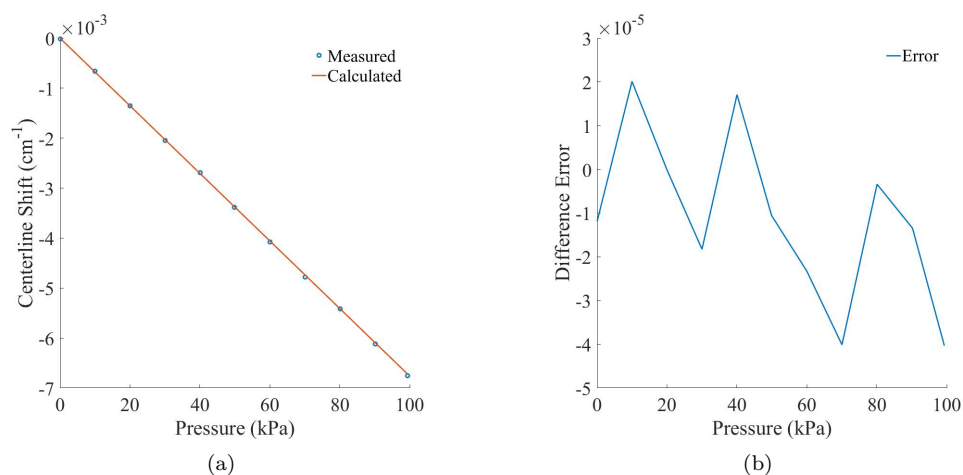 ×10⁻³
0
-1
-2
-3
-4
-5
-6
-7
Centerline Shift (cm⁻¹)
Measured
Calculated
0 20 40 60 80 100
Pressure (kPa)
(a)
×10⁻⁵
3
2
1
0
-1
-2
-3
-4
-5
Difference Error
Error
0 20 40 60 80 100
Pressure (kPa)
(b)